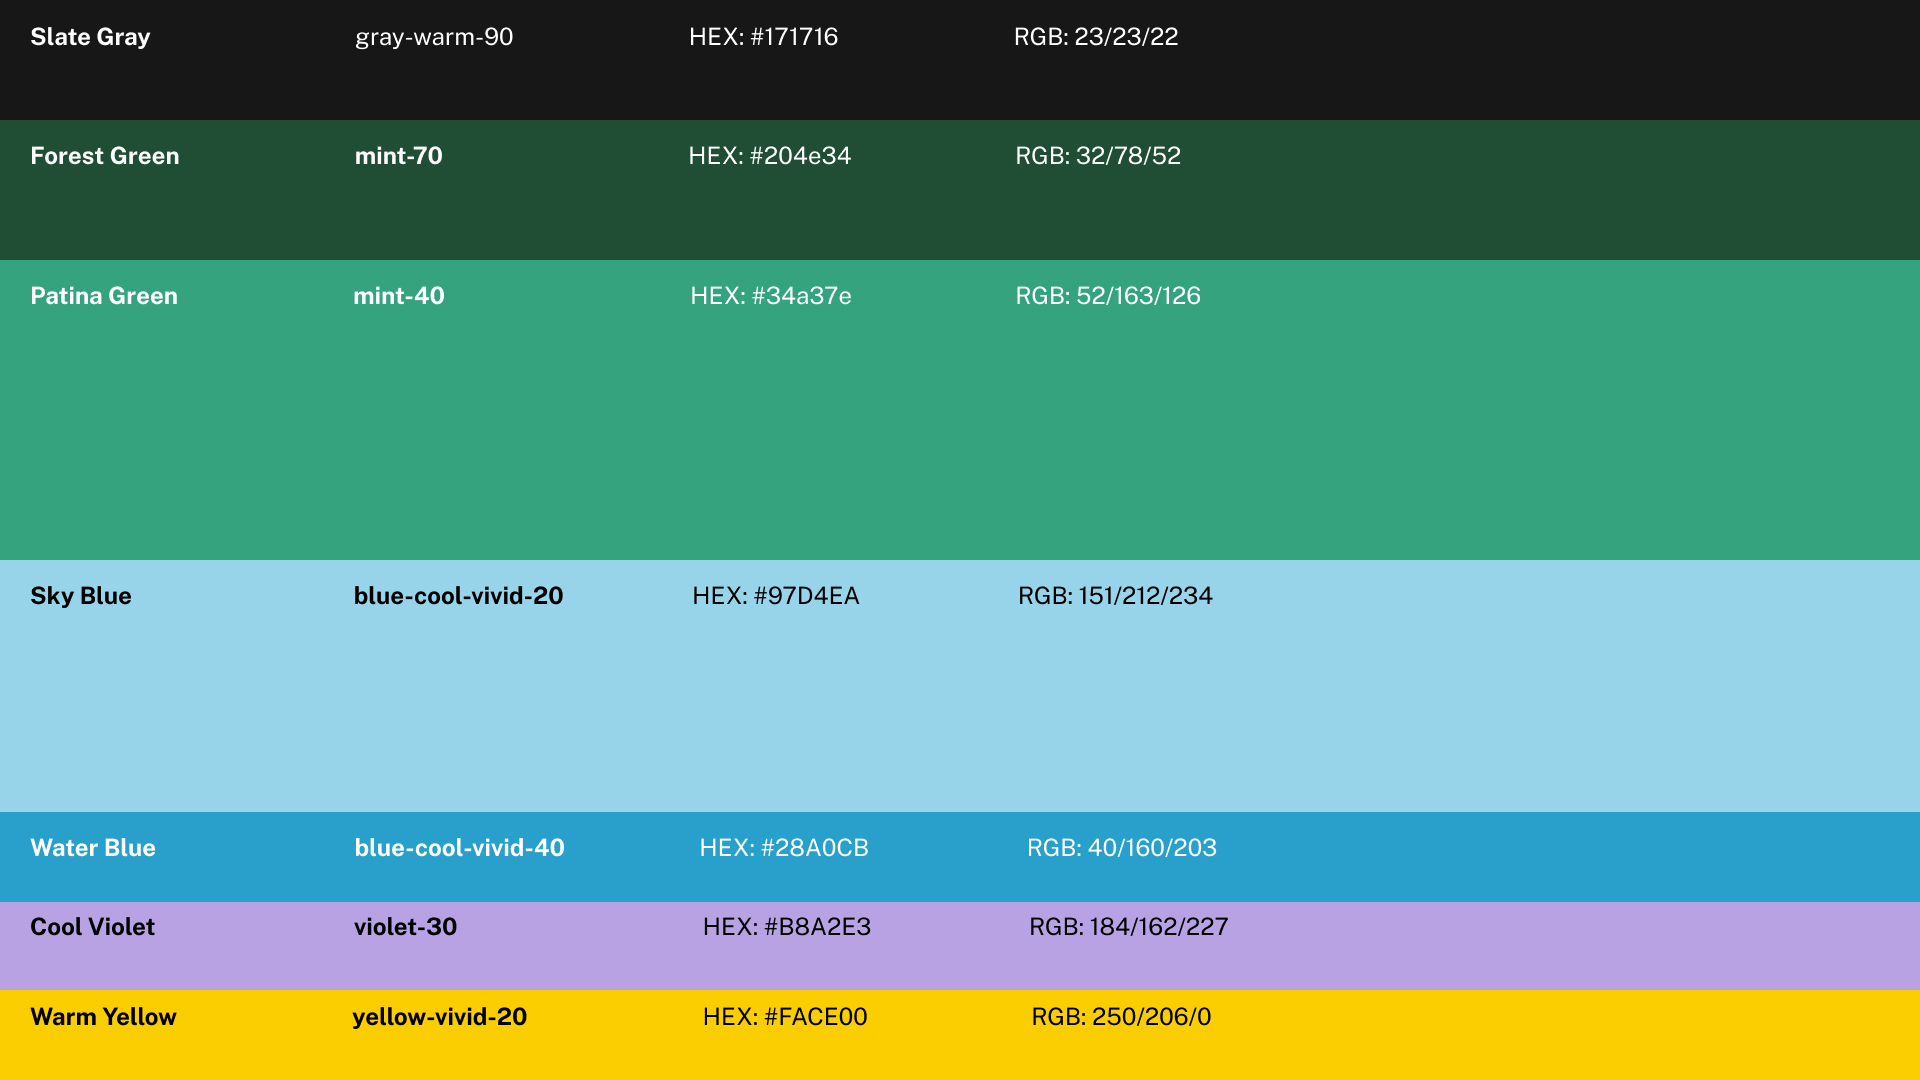 Slate Gray gray-warm-90 HEX: #171716 RGB: 23/23/22
Forest Green mint-70 HEX: #204e34 RGB: 32/78/52
Patina Green mint-40 HEX: #34a37e RGB: 52/163/126
Sky Blue blue-cool-vivid-20 HEX: #97D4EA RGB: 151/212/234
Water Blue blue-cool-vivid-40 HEX: #28A0CB RGB: 40/160/203
Cool Violet violet-30 HEX: #B8A2E3 RGB: 184/162/227
Warm Yellow yellow-vivid-20 HEX: #FACE00 RGB: 250/206/0